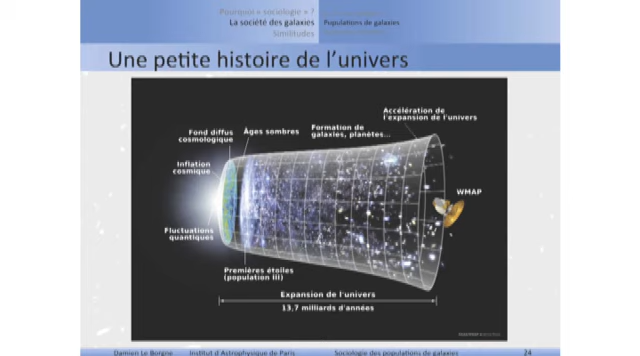 Pourquoi « sociologie » ?
La société des galaxies
Populations de galaxies
Similitudes
Une petite histoire de l'univers
Accélération de
l'expansion de l'univers
Formation de
galaxies, planètes...
Âges sombres
Fond diffus
cosmologique
Inflation
cosmique
WMAP
Fluctuations
quantiques
Premières étoiles
(population III)
Expansion de l'univers
13,7 milliards d'années
Damien Le Borgne
Institut d'Astrophysique de Paris
Sociologie des populations de galaxies
24